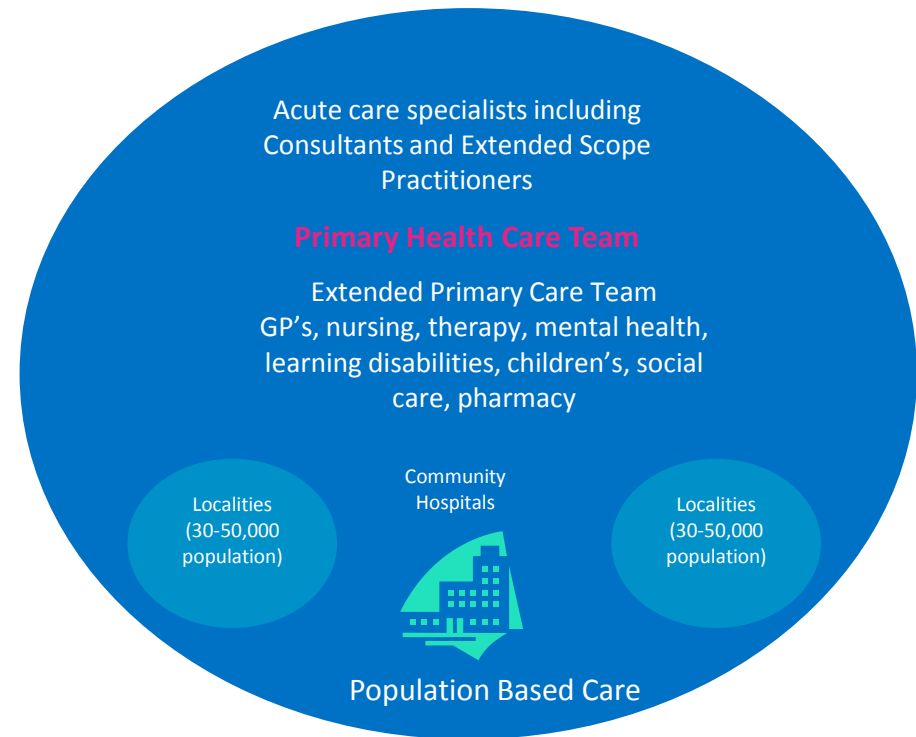 Acute care specialists including
Consultants and Extended Scope
Practitioners
Primary Health Care Team
Extended Primary Care Team
GP’s, nursing, therapy, mental health,
learning disabilities, children’s, social
care, pharmacy
Localities
(30-50,000
population)
Community
Hospitals
Localities
(30-50,000
population)
Population Based Care